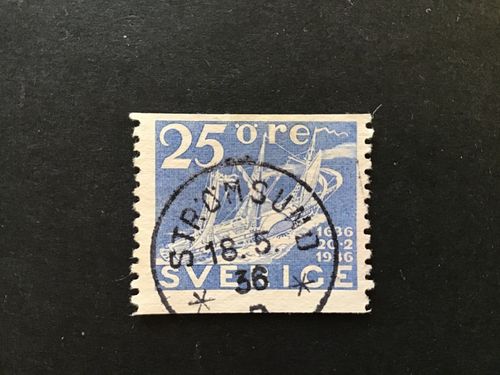 25 öre
STRÖMSUND
18.5.
36
1636
20·2
1936
SVERIGE